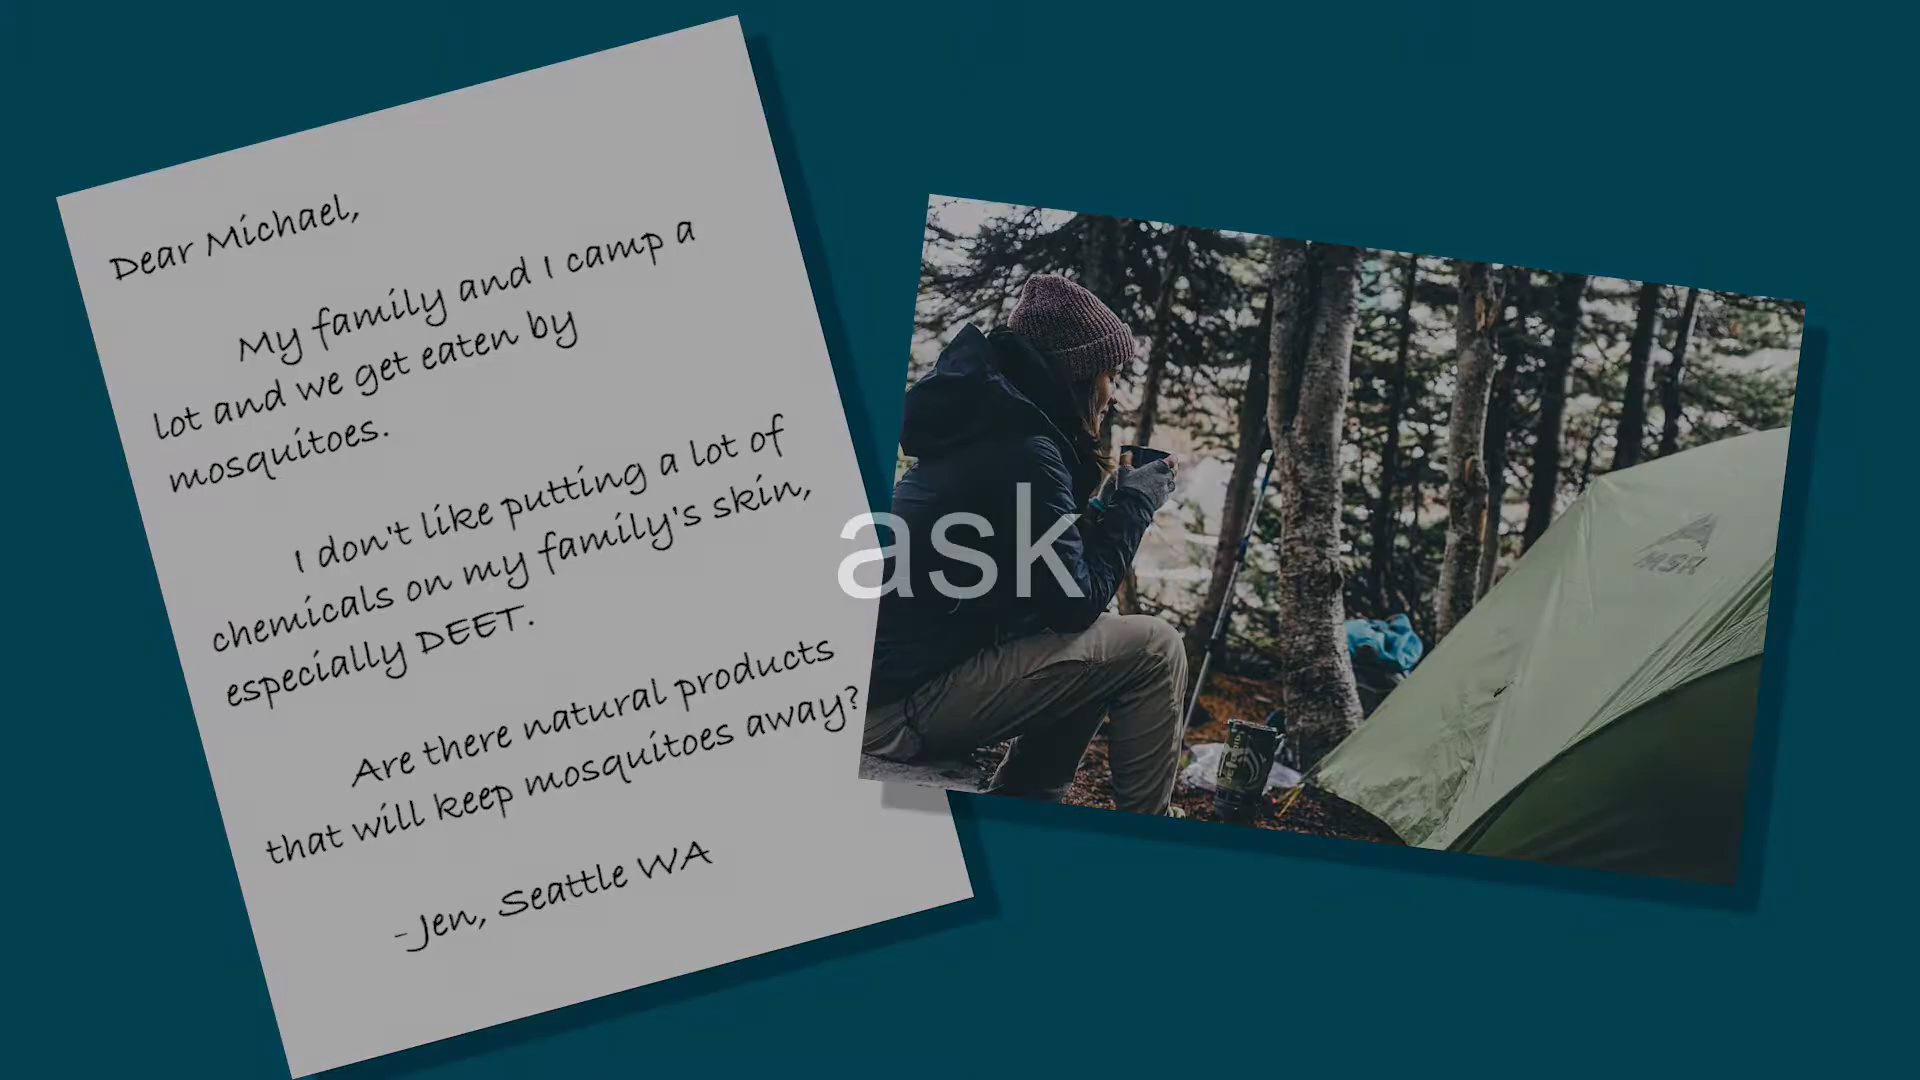 Dear Michael,
My family and I camp a
lot and we get eaten by
mosquitoes.
I don't like putting a lot of
chemicals on my family's skin,
especially DEET.
Are there natural products
that will keep mosquitoes away?
- Jen, Seattle WA
ask
MSR